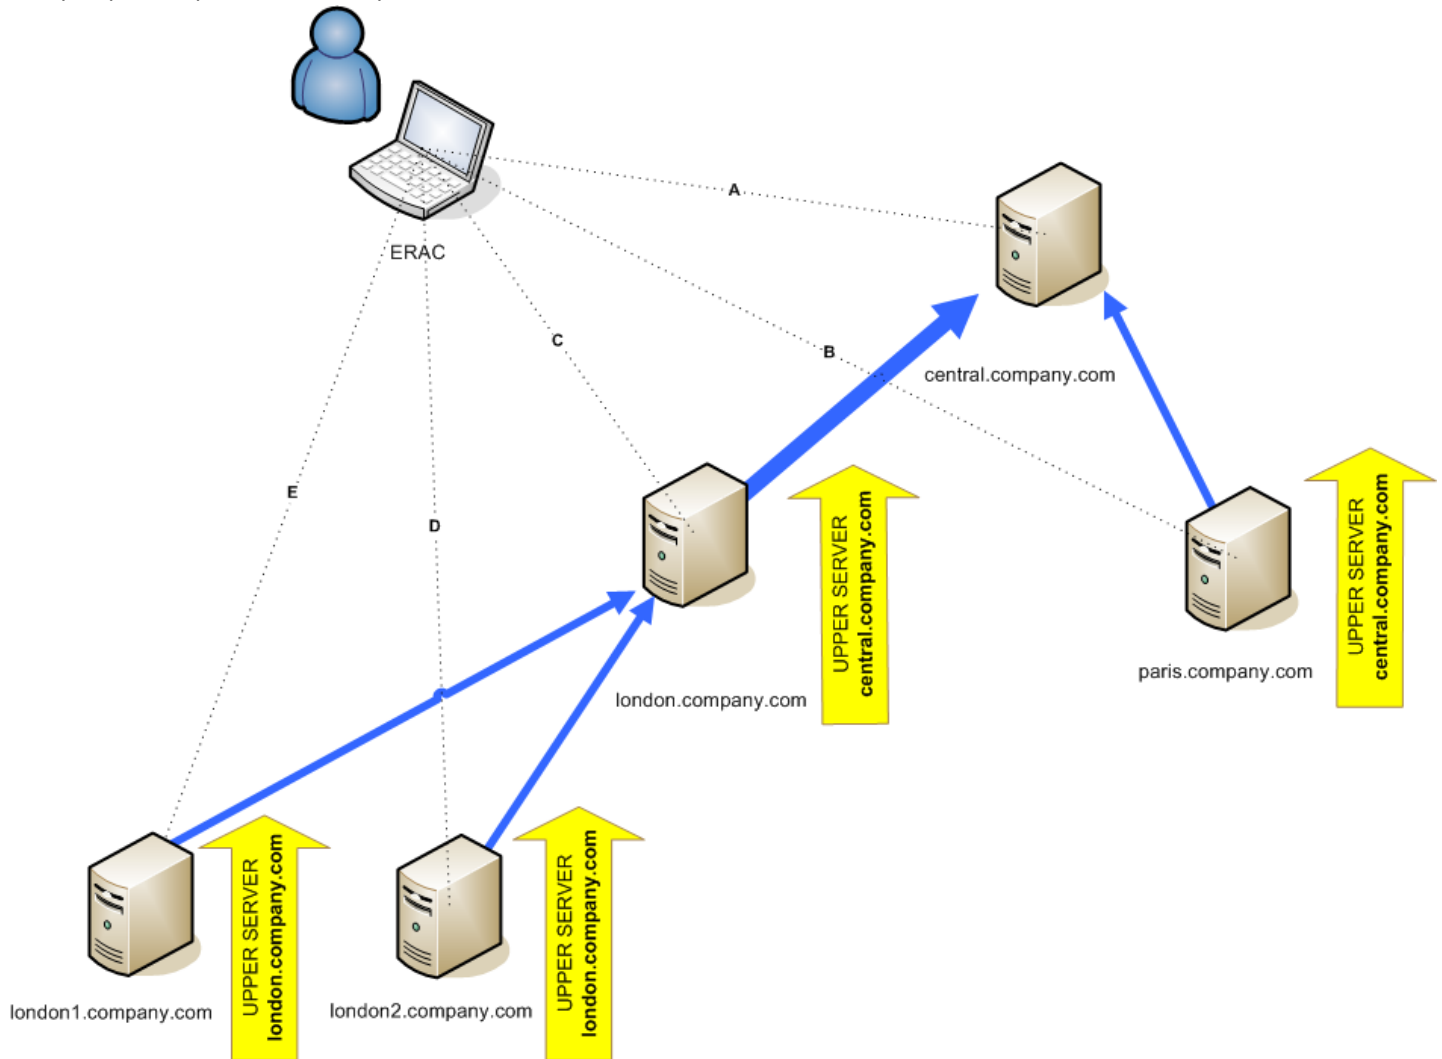 A
ERAC
C
B
central.company.com
E
D
UPPER SERVER
central.company.com
UPPER SERVER
central.company.com
paris.company.com
london.company.com
UPPER SERVER
london.company.com
UPPER SERVER
london.company.com
london1.company.com
london2.company.com